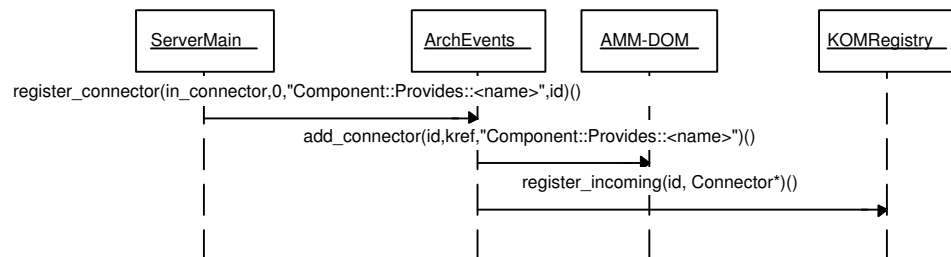 ServerMain ArchEvents AMM-DOM KOMRegistry
register_connector(in_connector,0,"Component::Provides::<name>",id)()
add_connector(id,kref,"Component::Provides::<name>")()
register_incoming(id, Connector*)()